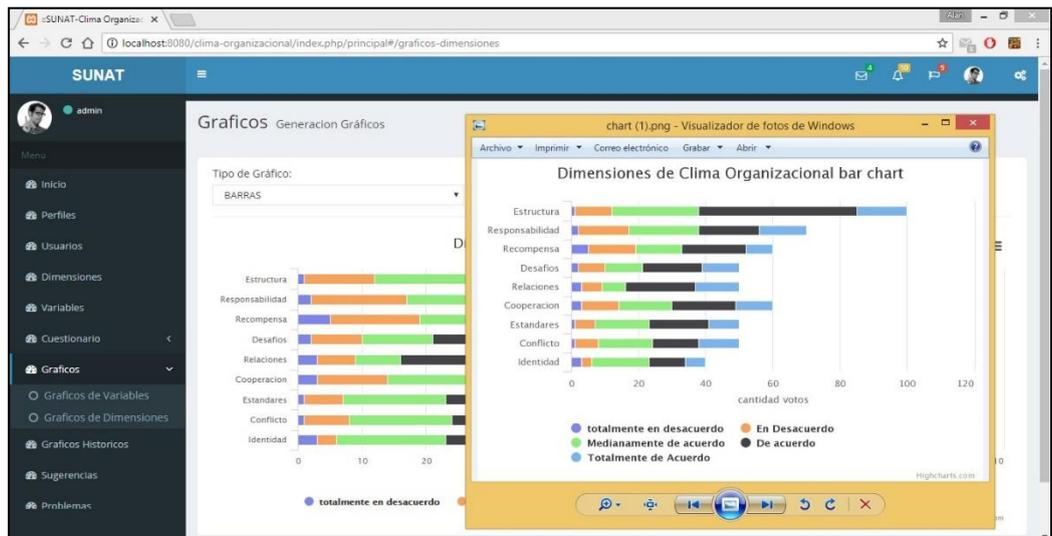 :SUNAT-Clima Organizac
Alan
localhost:8080/clima-organizacional/index.php/principal#/graficos-dimensiones
SUNAT
4
10
5
admin
Menu
Inicio
Perfiles
Usuarios
Dimensiones
Variables
Cuestionario
Graficos
Graficos de Variables
Graficos de Dimensiones
Graficos Historicos
Sugerencias
Problemas
Graficos Generacion Gráficos
Tipo de Gráfico:
BARRAS
Di
Estructura
Responsabilidad
Recompensa
Desafios
Relaciones
Cooperacion
Estandares
Conflicto
Identidad
0 10 20
totalmente en desacuerdo
chart (1).png - Visualizador de fotos de Windows
Archivo Imprimir Correo electrónico Grabar Abrir
Dimensiones de Clima Organizacional bar chart
Estructura
Responsabilidad
Recompensa
Desafios
Relaciones
Cooperacion
Estandares
Conflicto
Identidad
0 20 40 60 80 100 120
cantidad votos
totalmente en desacuerdo En Desacuerdo
Medianamente de acuerdo De acuerdo
Totalmente de Acuerdo
Highcharts.com